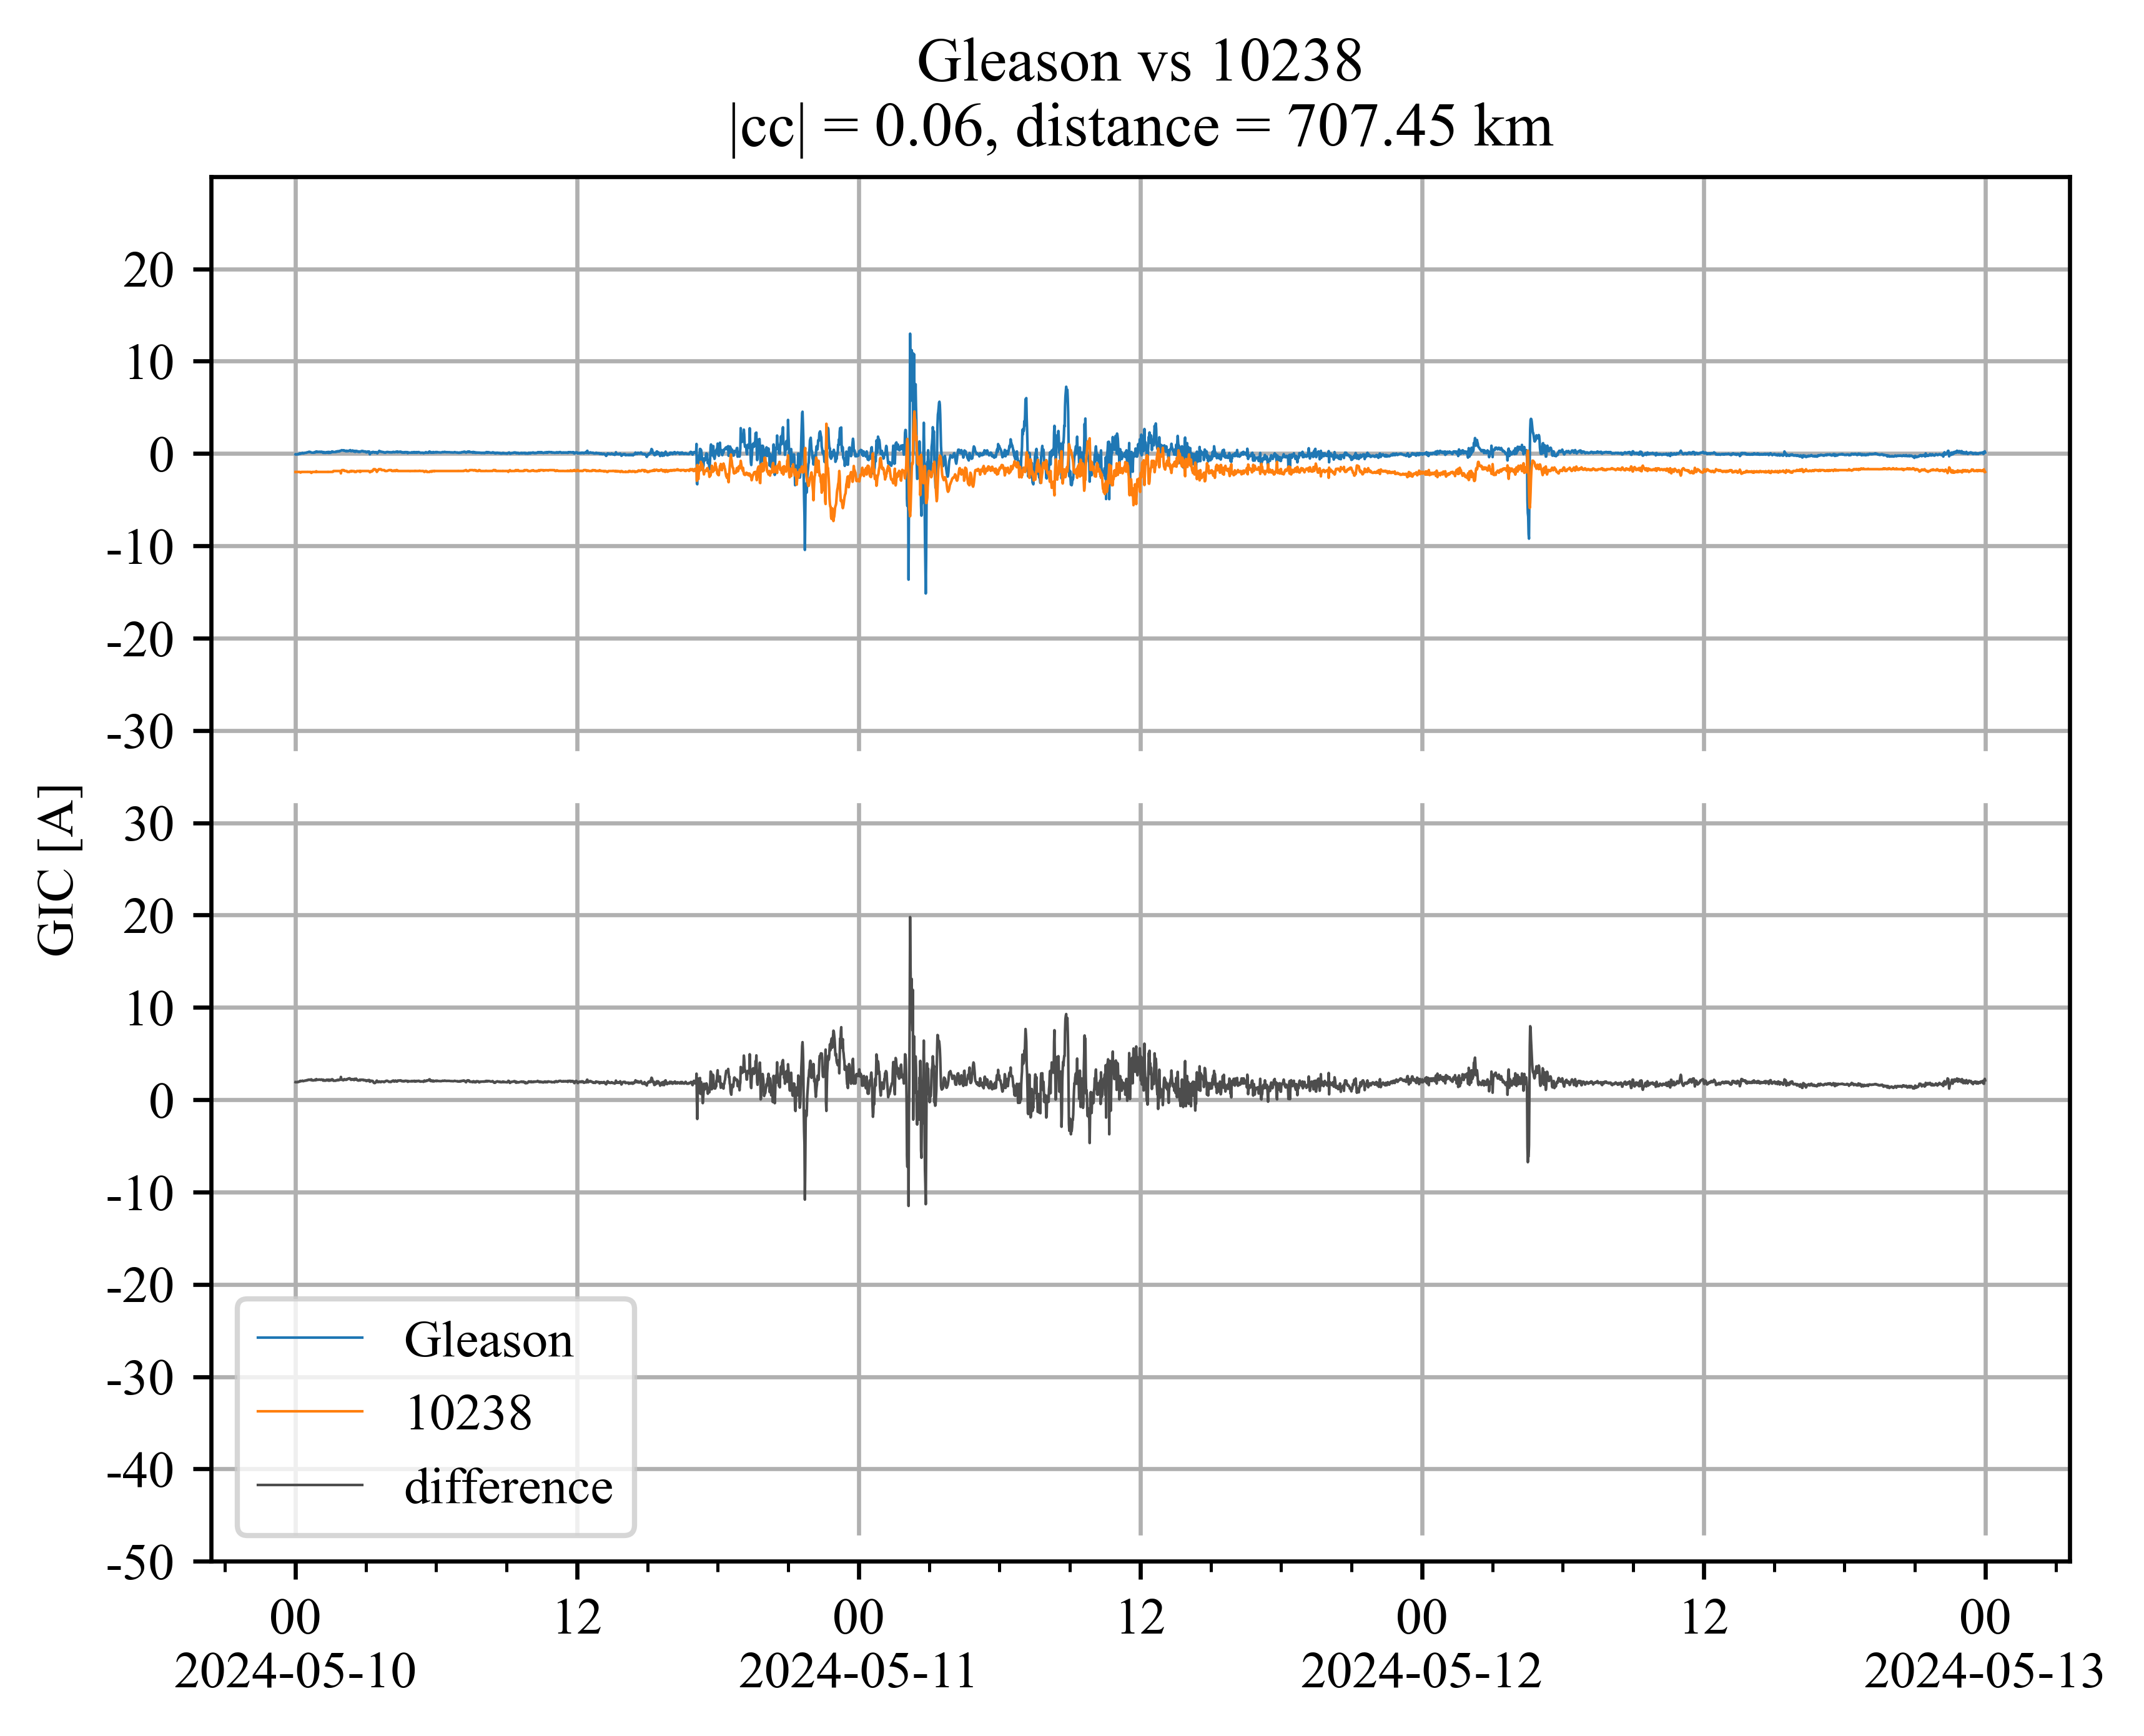 Gleason vs 10238
|cc| = 0.06, distance = 707.45 km
GIC [A]
20
10
0
-10
-20
-30
30
20
10
0
-10
-20
-30
-40
-50
Gleason
10238
difference
00 12 00 12 00 12 00
2024-05-10 2024-05-11 2024-05-12 2024-05-13